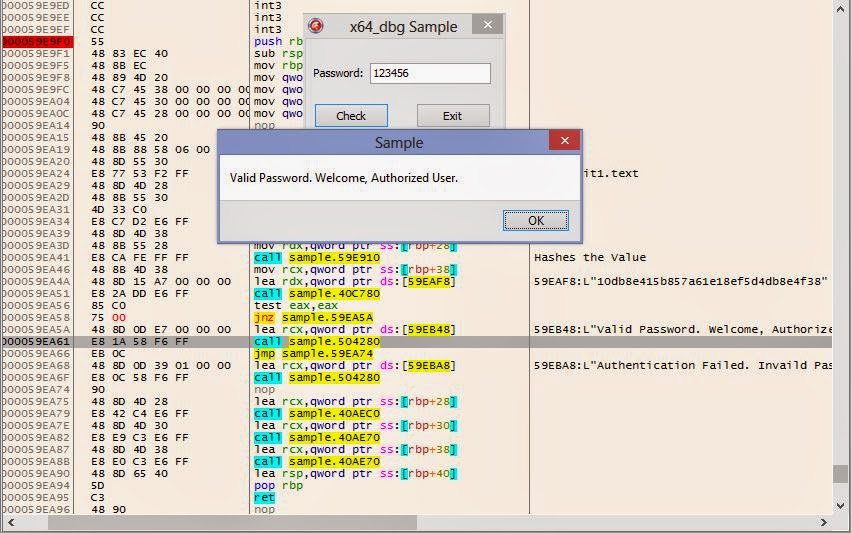 000059E9ED CC int3
000059E9EE CC int3
000059E9EF CC int3
000059E9F0 55 push rb
000059E9F1 48 83 EC 40 sub rsp
000059E9F5 48 8B EC mov rbp
000059E9F8 48 89 4D 20 mov qwo
000059E9FC 48 C7 45 38 00 00 00 00 mov qwo
000059EA04 48 C7 45 30 00 00 00 00 mov qwo
000059EA0C 48 C7 45 28 00 00 00 00 mov qwo
000059EA14 90 nop
x64_dbg Sample
Password: 123456
Check Exit
000059EA15 48 8B 45 20
000059EA19 48 8B 88 58 06 00
000059EA20 48 8D 55 30
000059EA24 E8 77 53 F2 FF it1.text
000059EA29 48 8D 4D 28
000059EA2D 48 8B 55 30
000059EA31 4D 33 C0
000059EA34 E8 C7 D2 E6 FF
000059EA39 48 8D 4D 38
Sample
Valid Password. Welcome, Authorized User.
OK
000059EA3D 48 8B 55 28 mov rdx,qword ptr ss:[rbp+28]
000059EA41 E8 CA FE FF FF call sample.59E910 Hashes the Value
000059EA46 48 8B 4D 38 mov rcx,qword ptr ss:[rbp+38]
000059EA4A 48 8D 15 A7 00 00 00 lea rdx,qword ptr ds:[59EAF8] 59EAF8:L"10db8e415b857a61e18ef5d4db8e4f38"
000059EA51 E8 2A DD E6 FF call sample.40C780
000059EA56 85 C0 test eax,eax
000059EA58 75 00 jnz sample.59EA5A
000059EA5A 48 8D 0D E7 00 00 00 lea rcx,qword ptr ds:[59EB48] 59EB48:L"Valid Password. Welcome, Authorize
000059EA61 E8 1A 58 F6 FF call sample.504280
000059EA66 EB 0C jmp sample.59EA74
000059EA68 48 8D 0D 39 01 00 00 lea rcx,qword ptr ds:[59EBA8] 59EBA8:L"Authentication Failed. Invaild Pas
000059EA6F E8 0C 58 F6 FF call sample.504280
000059EA74 90 nop
000059EA75 48 8D 4D 28 lea rcx,qword ptr ss:[rbp+28]
000059EA79 E8 42 C4 E6 FF call sample.40AEC0
000059EA7E 48 8D 4D 30 lea rcx,qword ptr ss:[rbp+30]
000059EA82 E8 E9 C3 E6 FF call sample.40AE70
000059EA87 48 8D 4D 38 lea rcx,qword ptr ss:[rbp+38]
000059EA8B E8 E0 C3 E6 FF call sample.40AE70
000059EA90 48 8D 65 40 lea rsp,qword ptr ss:[rbp+40]
000059EA94 5D pop rbp
000059EA95 C3 ret
000059EA96 48 90 nop